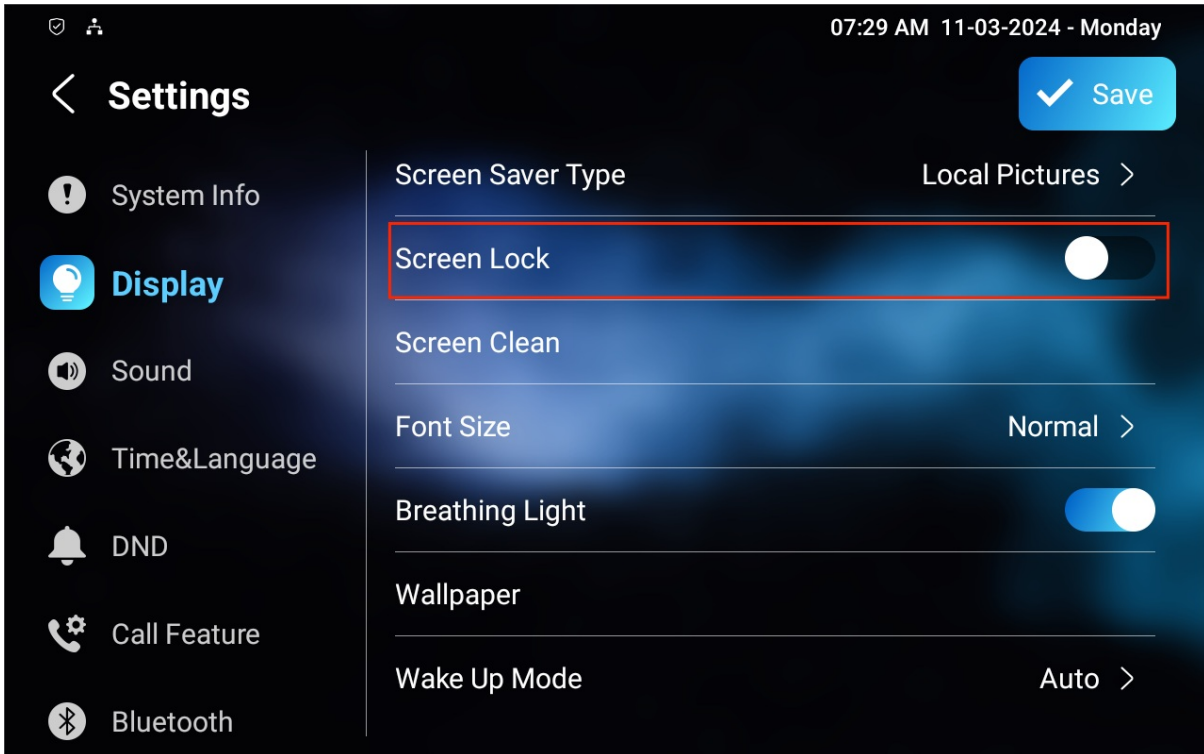 07:29 AM 11-03-2024 - Monday
Settings
Save
System Info
Display
Sound
Time&Language
DND
Call Feature
Bluetooth
Screen Saver Type Local Pictures
Screen Lock
Screen Clean
Font Size Normal
Breathing Light
Wallpaper
Wake Up Mode Auto